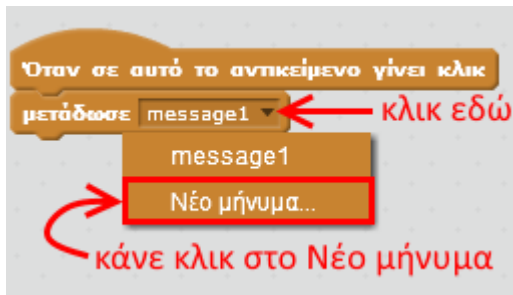 Όταν σε αυτό το αντικείμενο γίνει κλικ
μετάδωσε message1 κλικ εδώ
message1
Νέο μήνυμα...
κάνε κλικ στο Νέο μήνυμα